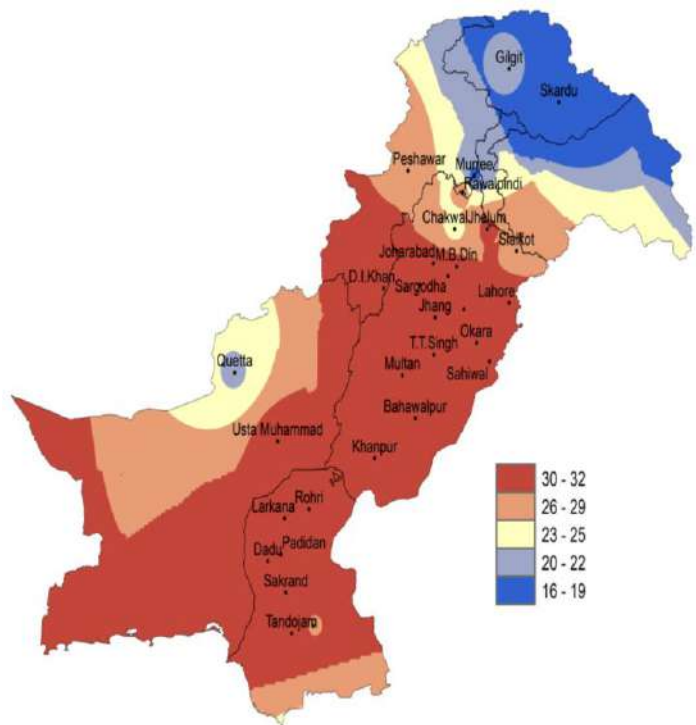 Gilgit
Skardu
Peshawar
Murree
Rawalpindi
Chakwal Jhelum
Sialkot
Joharabad M.B.Din
D.I.Khan
Sargodha
Lahore
Jhang
Okara
T.T.Singh
Quetta
Multan
Sahiwal
Bahawalpur
Usta Muhammad
Khanpur
30 - 32
26 - 29
23 - 25
20 - 22
16 - 19
Rohri
Larkana
Padidan
Dadu
Sakrand
Tandojam